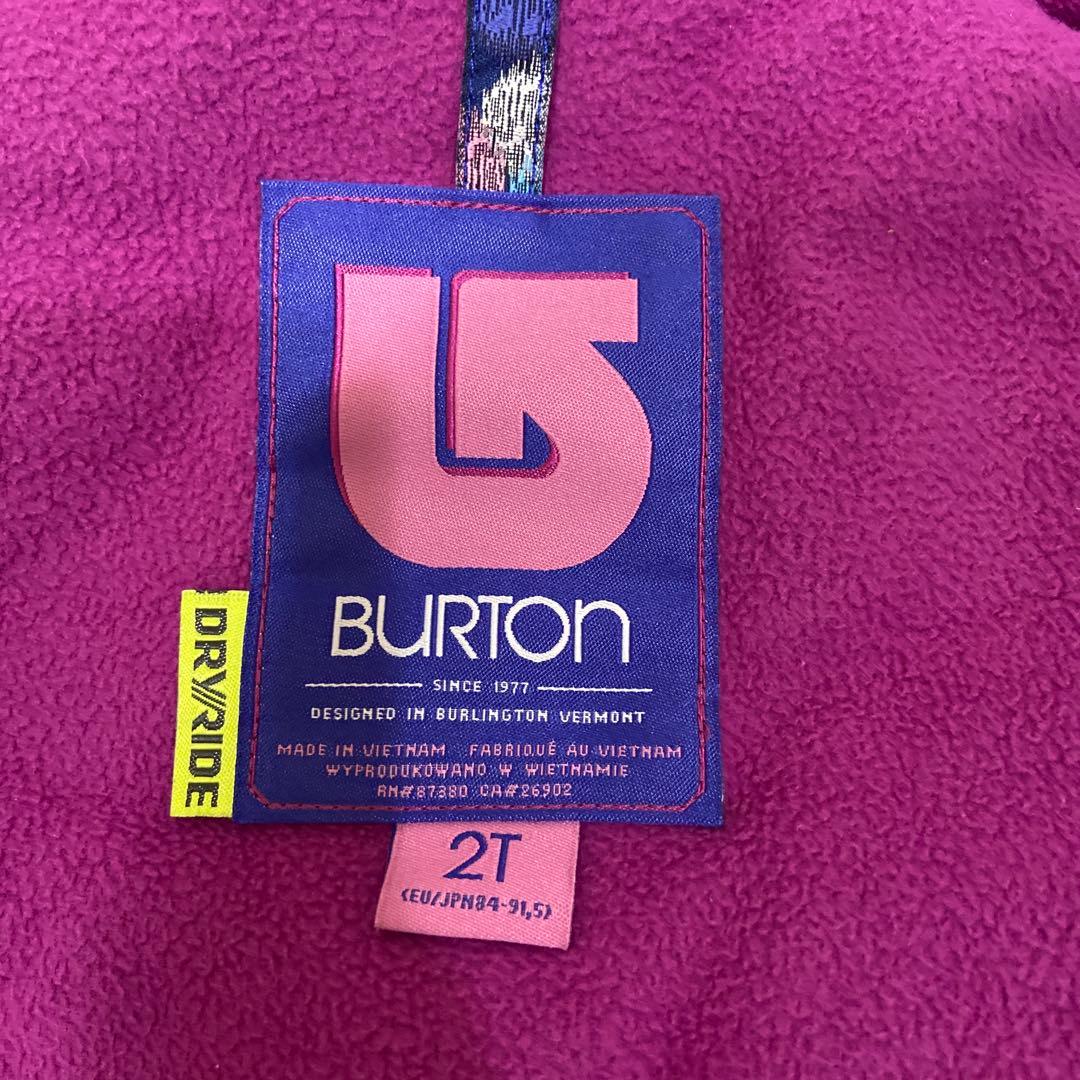 BURTON
SINCE 1977
DESIGNED IN BURLINGTON VERMONT
MADE IN VIETNAM FABRIQUÉ AU VIETNAM
WYPRODUKOWANO W WIETNAMIE
RN#87380 CA#26902
DRY//RIDE
2T
(EU/JPN84-91,5)